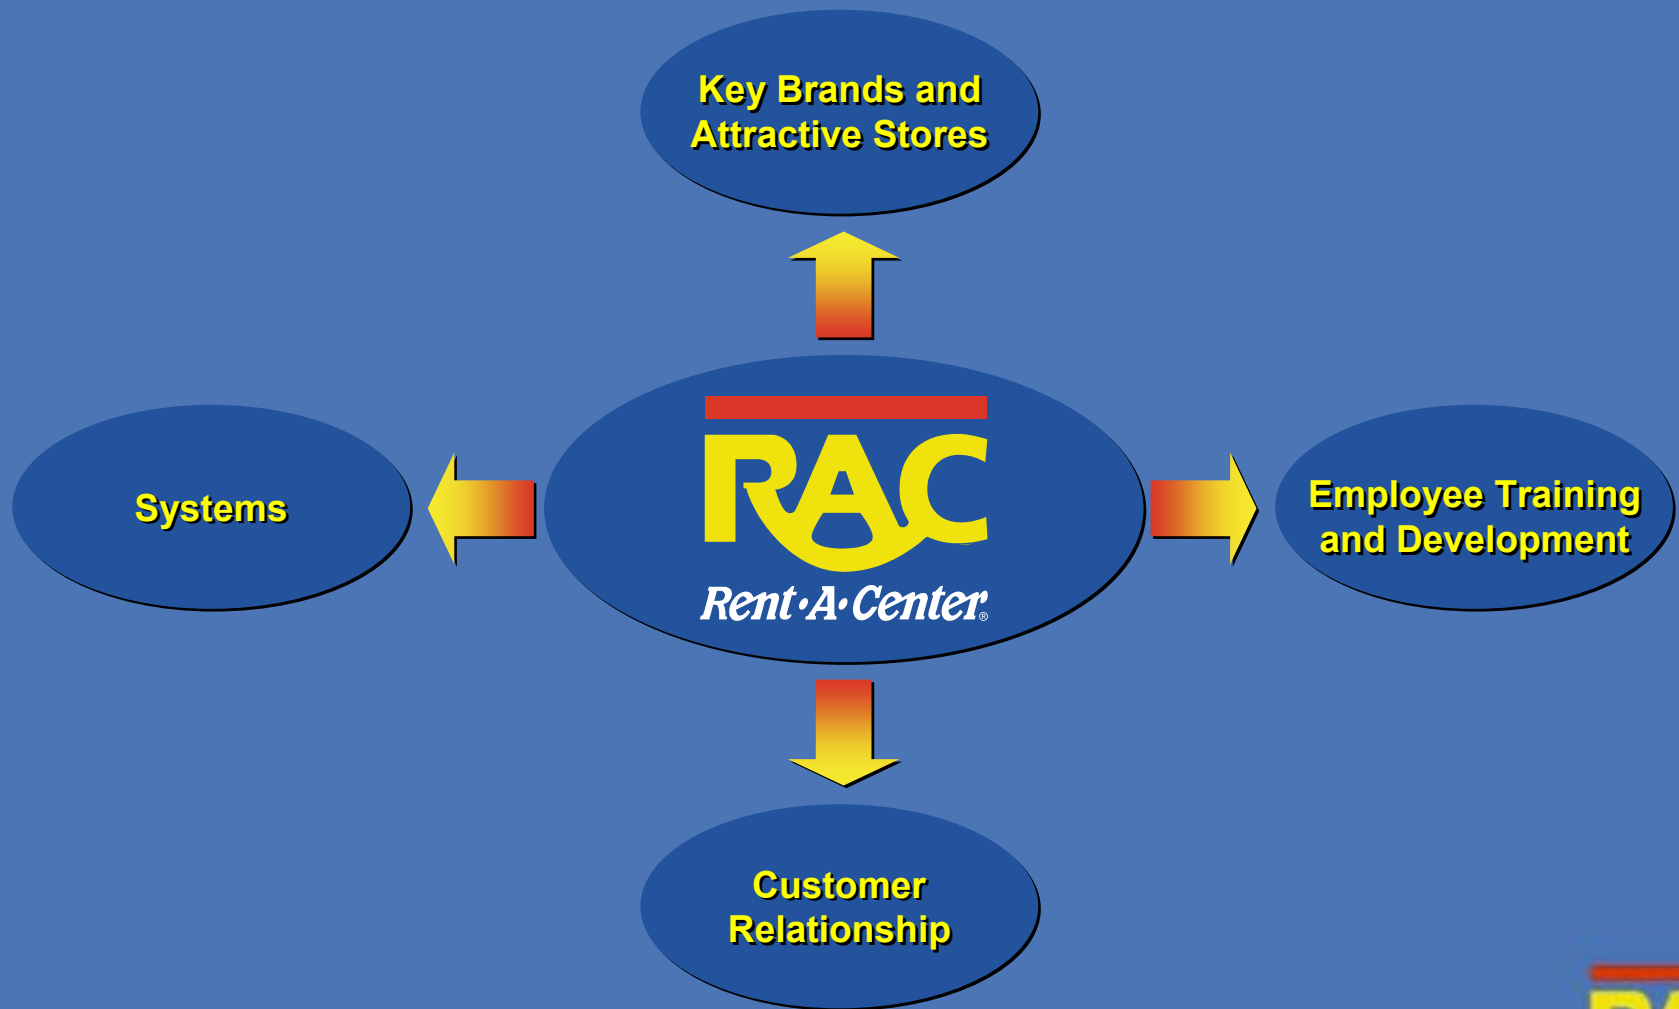 Key Brands and
Attractive Stores
RAC
Rent·A·Center®
Systems
Employee Training
and Development
Customer
Relationship